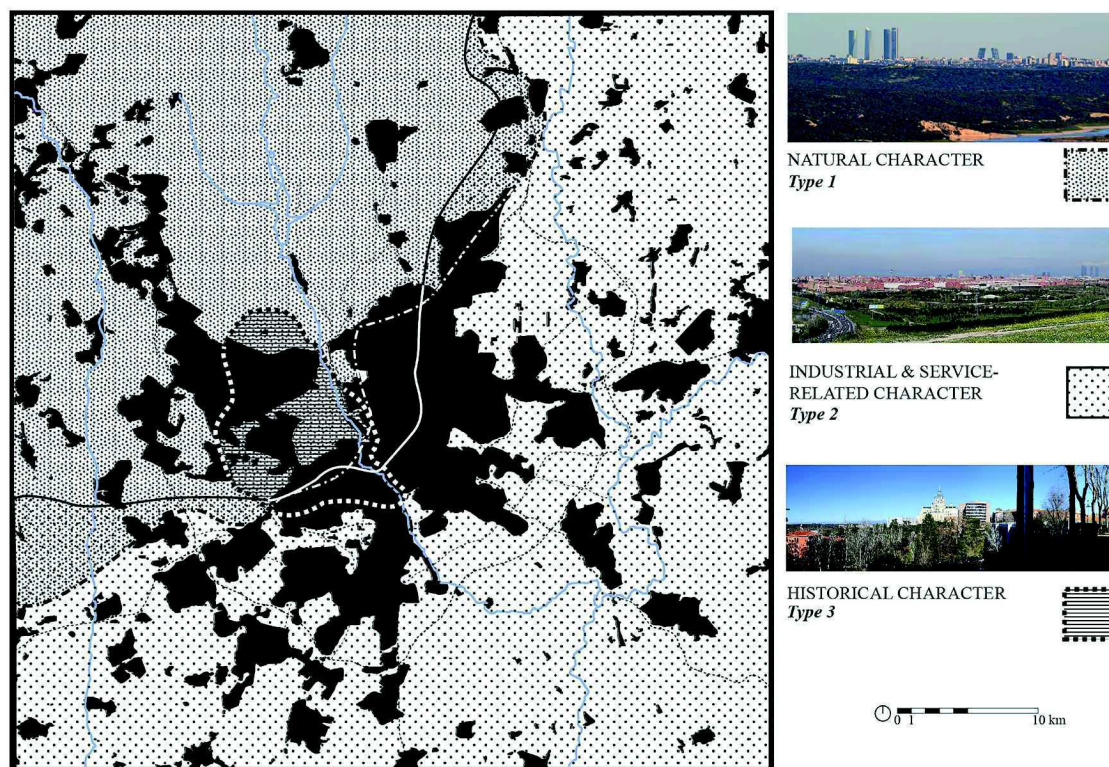 NATURAL CHARACTER
Type 1
INDUSTRIAL & SERVICE-
RELATED CHARACTER
Type 2
HISTORICAL CHARACTER
Type 3
0 1 10 km